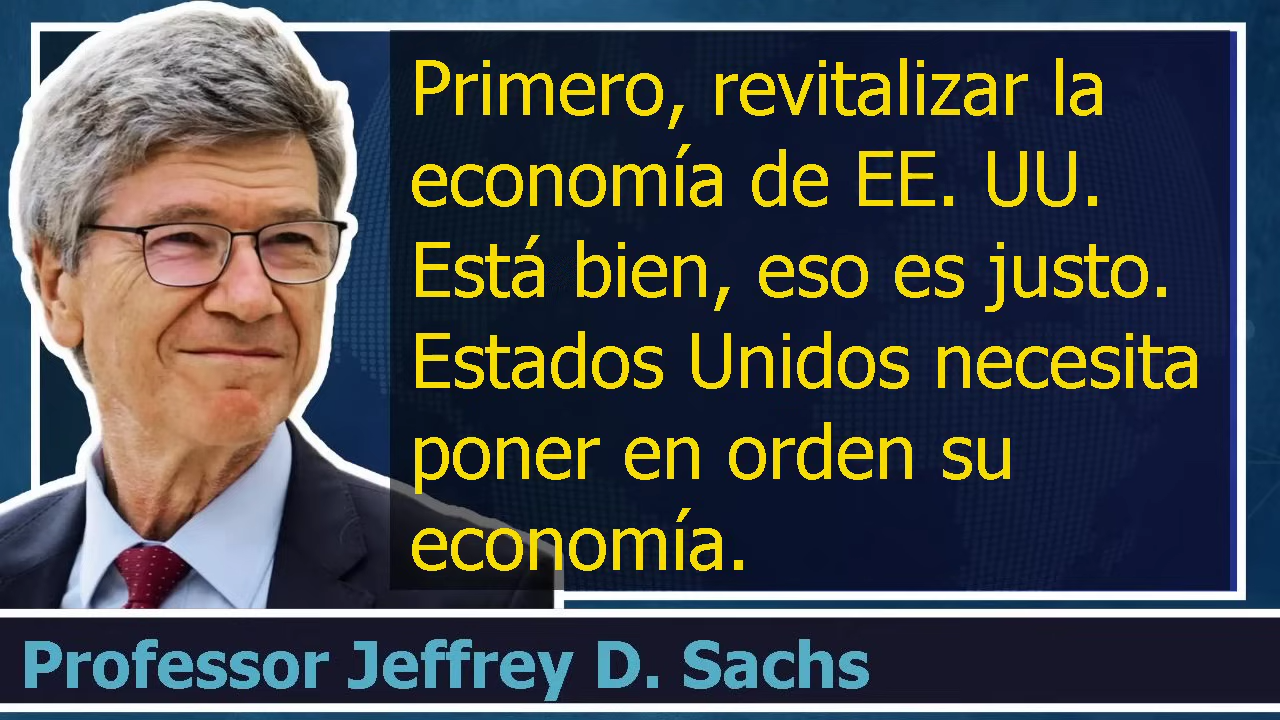 Primero, revitalizar la
economía de EE. UU.
Está bien, eso es justo.
Estados Unidos necesita
poner en orden su
economía.
Professor Jeffrey D. Sachs